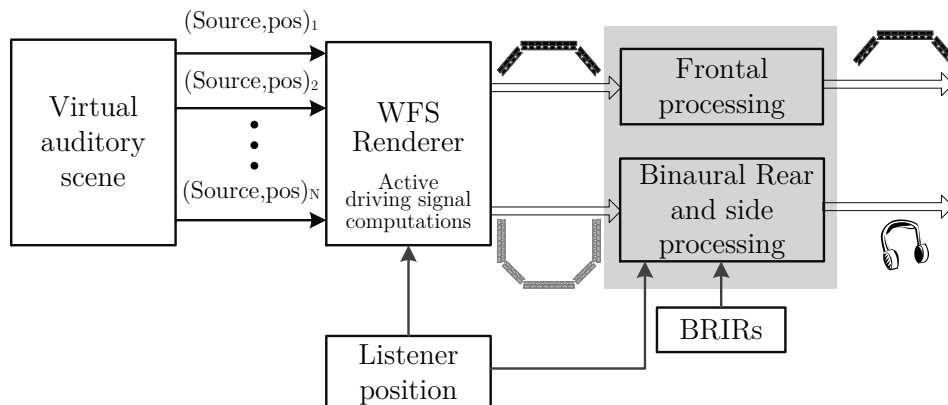 (Source,pos)₁
(Source,pos)₂
(Source,pos)N
Virtual
auditory
scene
WFS
Renderer
Active
driving signal
computations
Frontal
processing
Binaural Rear
and side
processing
BRIRs
Listener
position